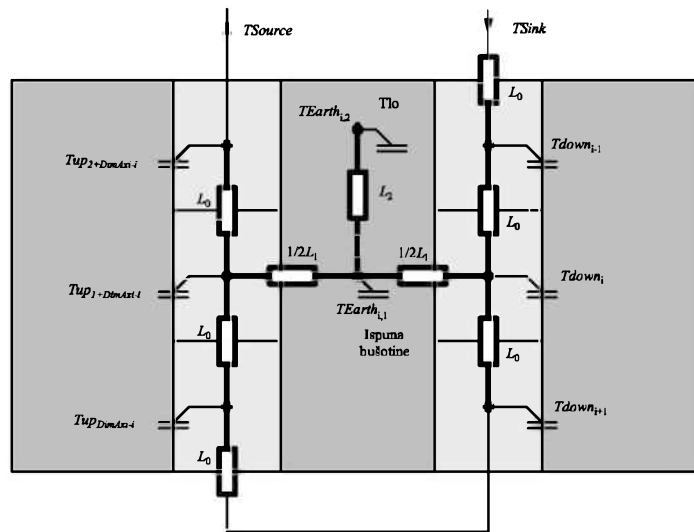 TSource
TSink
L₀
Tlo
TEarthᵢ,₂
Tup₂₊DimAxi-i
Tdownᵢ₋₁
L₂
L₀
L₀
1/2L₁
1/2L₁
Tup₁₊DimAxi-i
Tdownᵢ
TEarthᵢ,₁
L₀
Ispuna
bušotine
L₀
Tup_DimAxi-i
Tdownᵢ₊₁
L₀